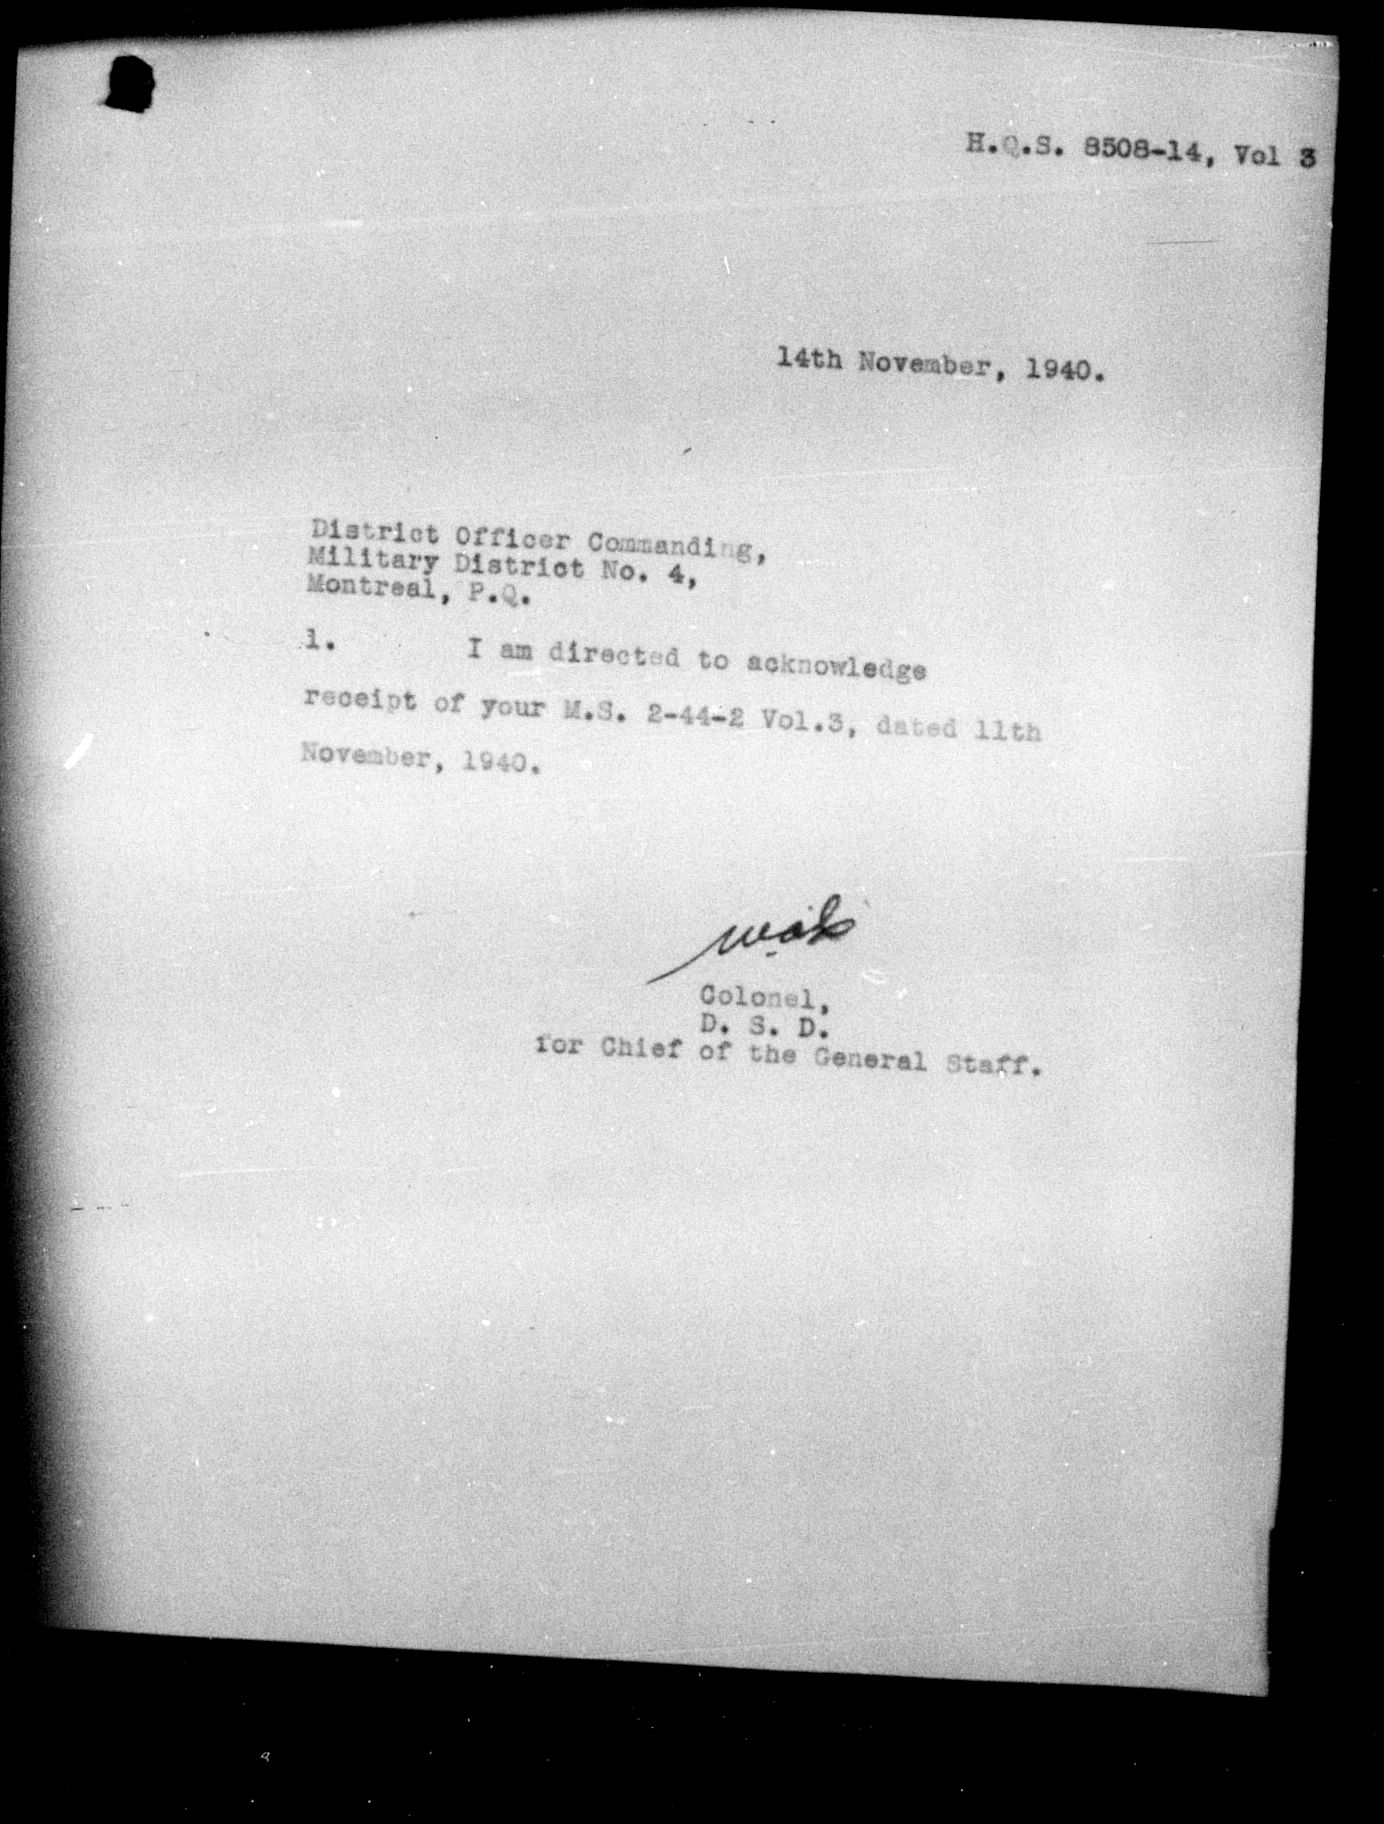 H.Q.S. 8508-14, Vol 3
14th November, 1940.
District Officer Commanding,
Military District No. 4,
Montreal, P.Q.
1. I am directed to acknowledge
receipt of your M.S. 2-44-2 Vol.3, dated 11th
November, 1940.
Colonel,
D. S. D.
for Chief of the General Staff.